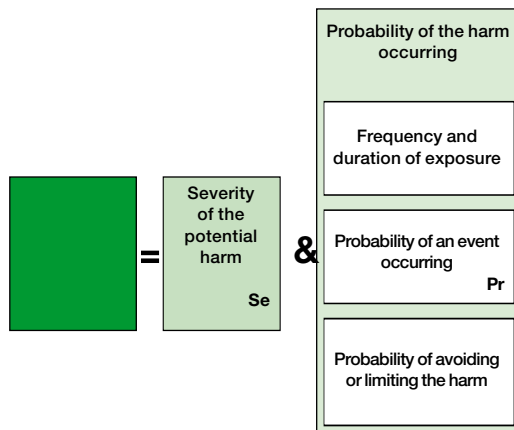 Probability of the harm
occurring
Frequency and
duration of exposure
=
Severity
of the
potential
harm
Se
&
Probability of an event
occurring
Pr
Probability of avoiding
or limiting the harm